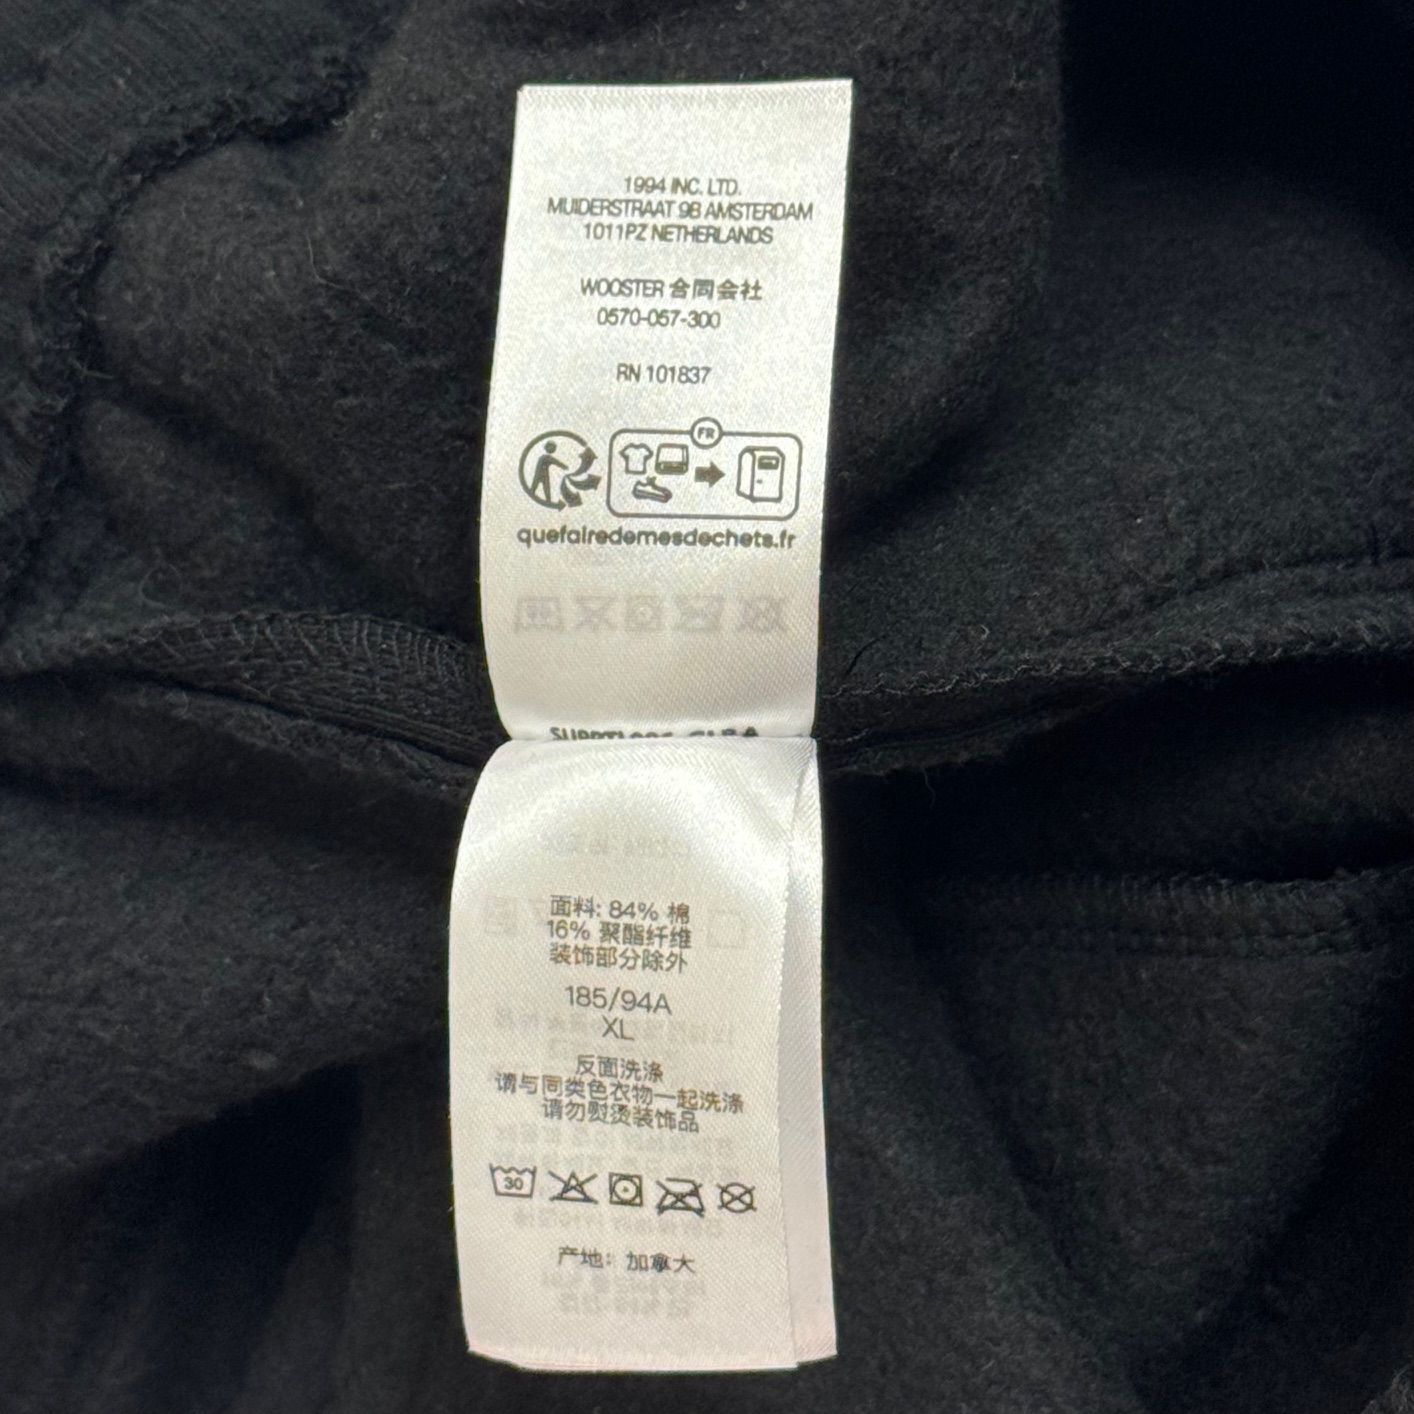 1994 INC. LTD.
MUIDERSTRAAT 9B AMSTERDAM
1011PZ NETHERLANDS
WOOSTER 合同会社
0570-057-300
RN 101837
FR
quefairedemesdechets.fr
面料: 84% 棉
16% 聚酯纤维
装饰部分除外
185/94A
XL
反面洗涤
请与同类色衣物一起洗涤
请勿熨烫装饰品
30
产地: 加拿大